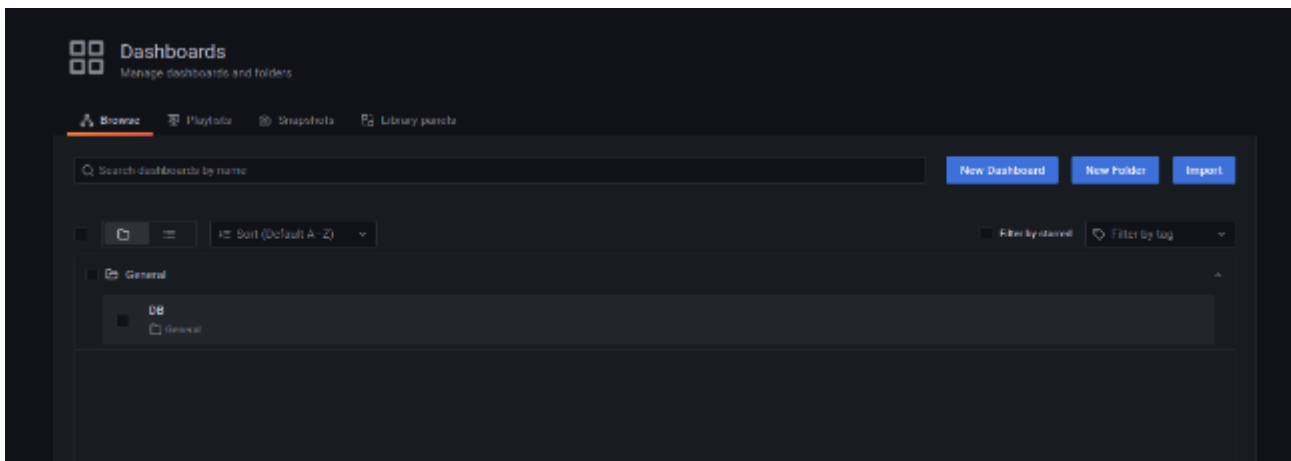 Dashboards
Manage dashboards and folders
Browse Playlists Snapshots Library panels
Search dashboards by name New Dashboard New Folder Import
Sort (Default A–Z) Filter by starred Filter by tag
General
DB
General